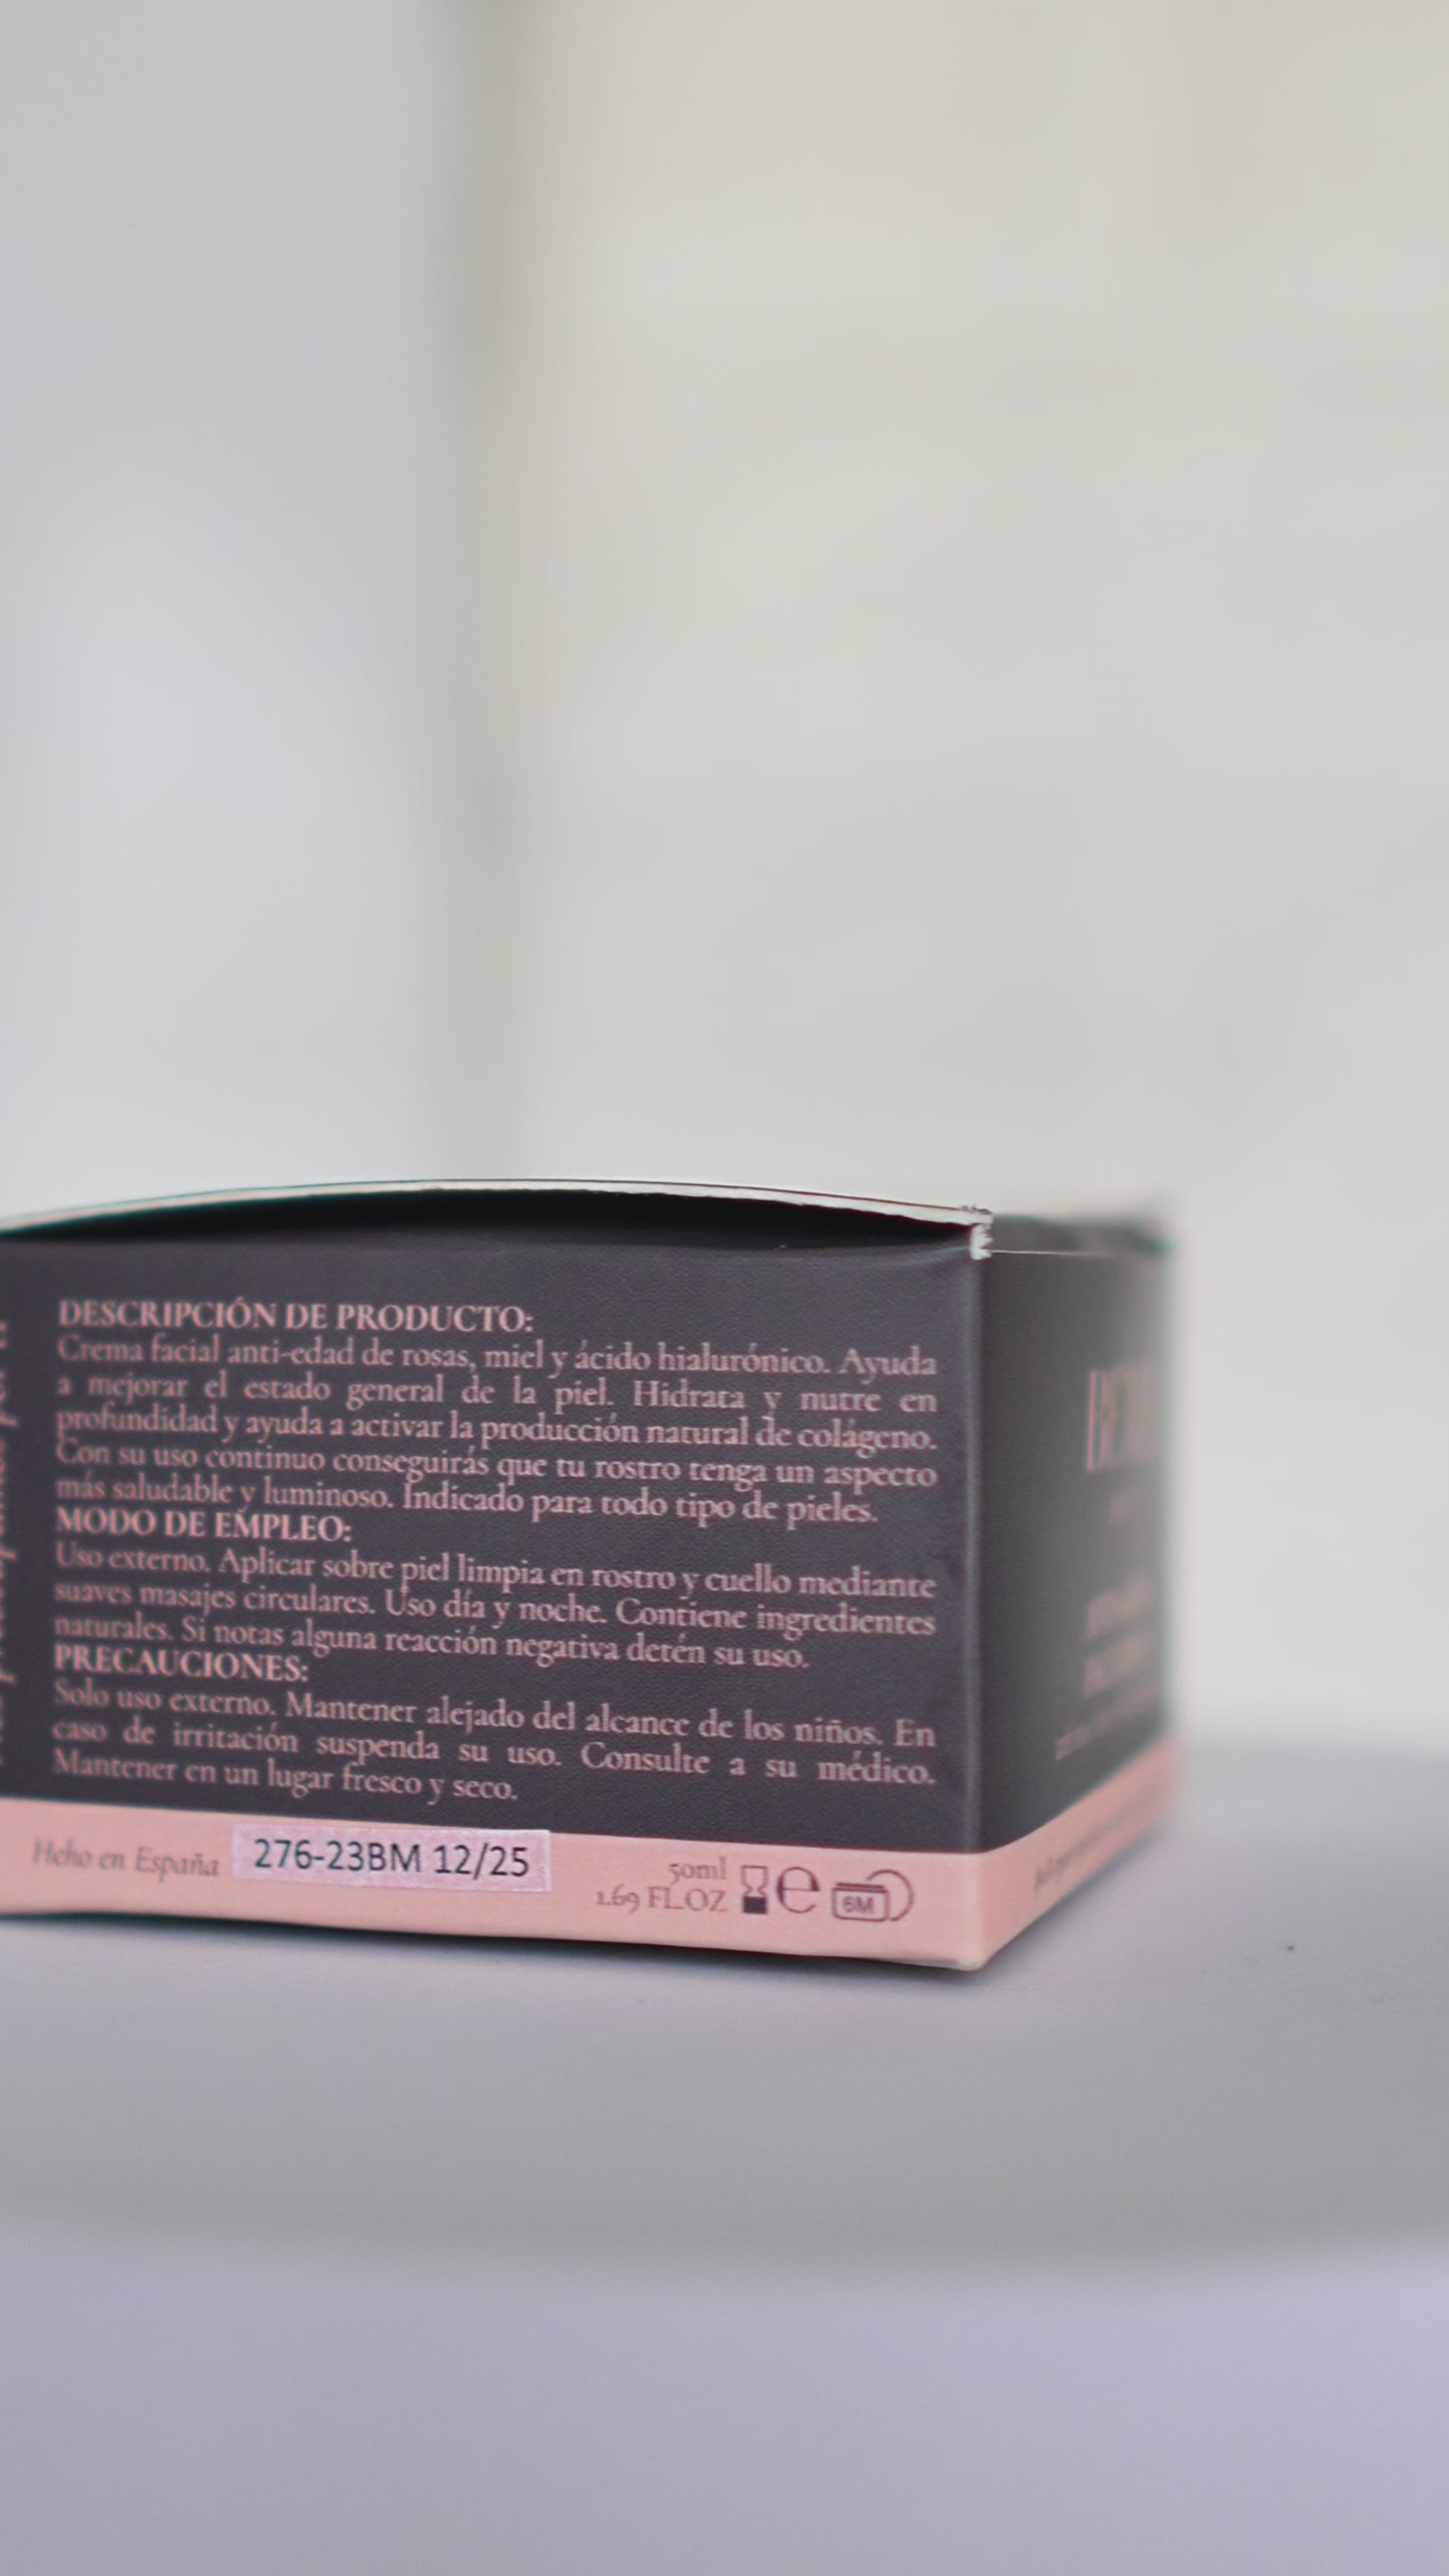 DESCRIPCIÓN DE PRODUCTO:
Crema facial anti-edad de rosas, miel y ácido hialurónico. Ayuda
a mejorar el estado general de la piel. Hidrata y nutre en
profundidad y ayuda a activar la producción natural de colágeno.
Con su uso continuo conseguirás que tu rostro tenga un aspecto
más saludable y luminoso. Indicado para todo tipo de pieles.
MODO DE EMPLEO:
Uso externo. Aplicar sobre piel limpia en rostro y cuello mediante
suaves masajes circulares. Uso día y noche. Contiene ingredientes
naturales. Si notas alguna reacción negativa detén su uso.
PRECAUCIONES:
Solo uso externo. Mantener alejado del alcance de los niños. En
caso de irritación suspenda su uso. Consulte a su médico.
Mantener en un lugar fresco y seco.
Heho en España
276-23BM 12/25
50ml
1.69 FL.OZ
e
6M